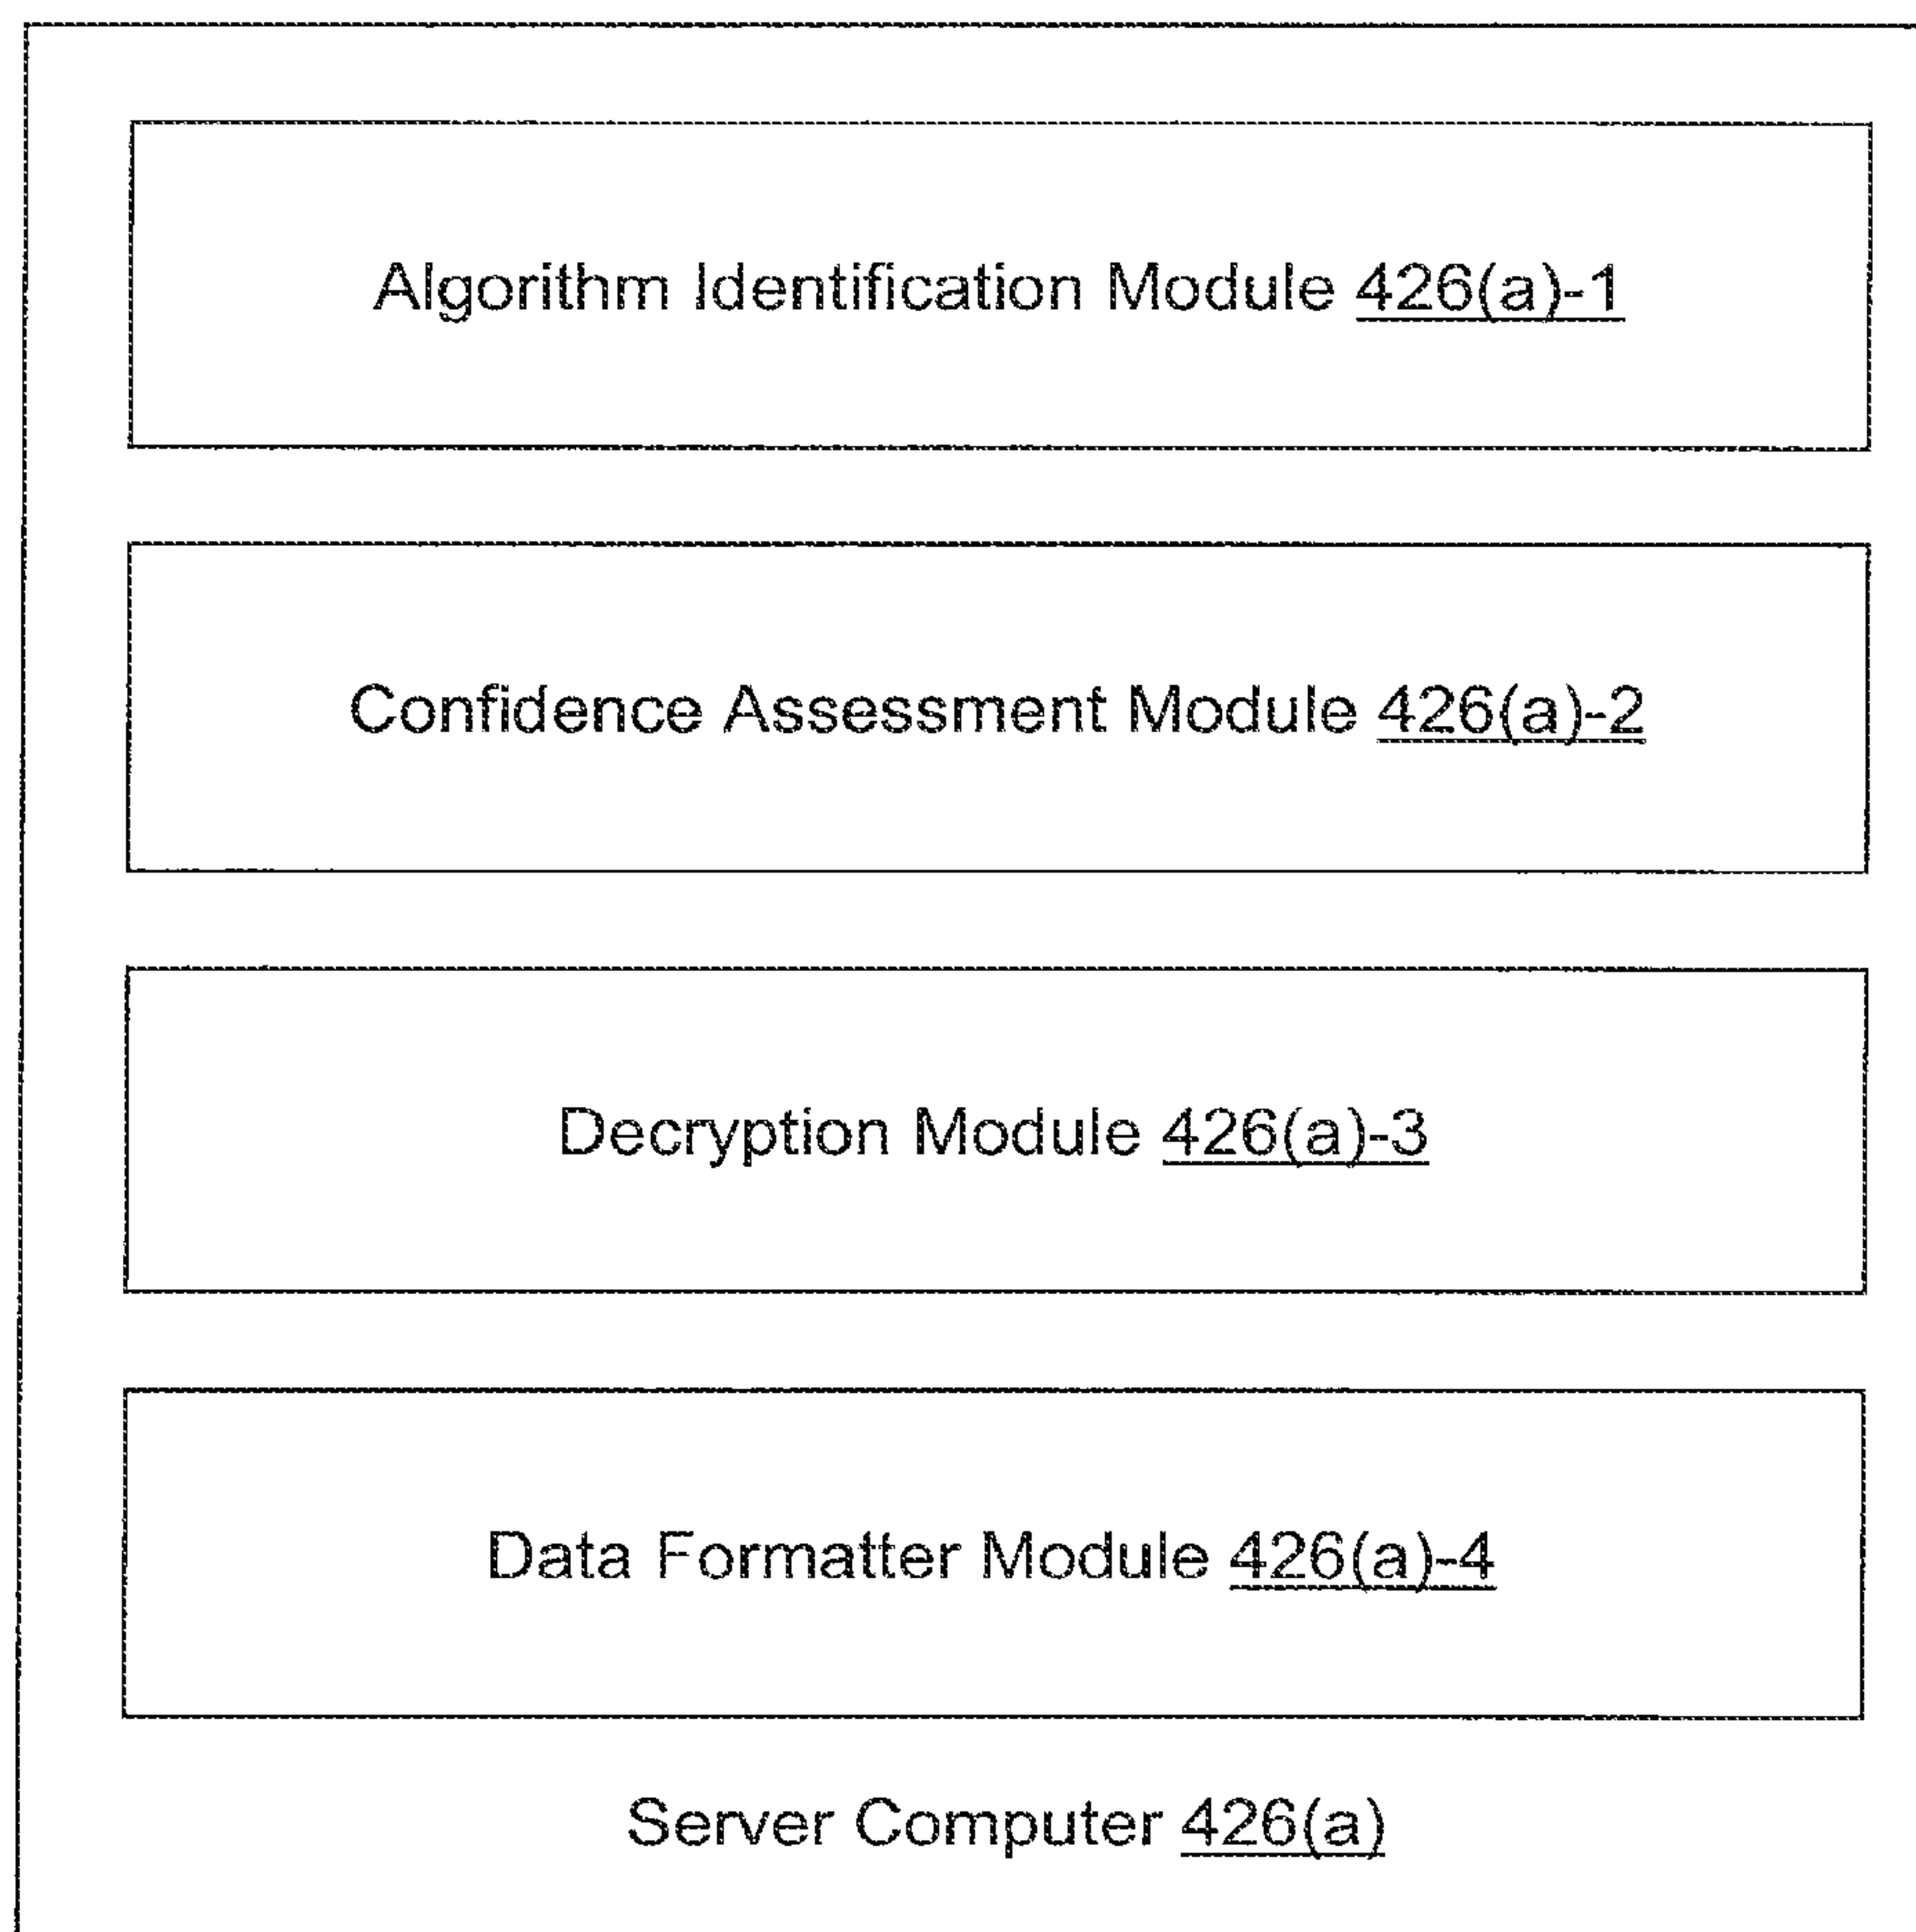 Algorithm Identification Module 426(a)-1
Confidence Assessment Module 426(a)-2
Decryption Module 426(a)-3
Data Formatter Module 426(a)-4
Server Computer 426(a)